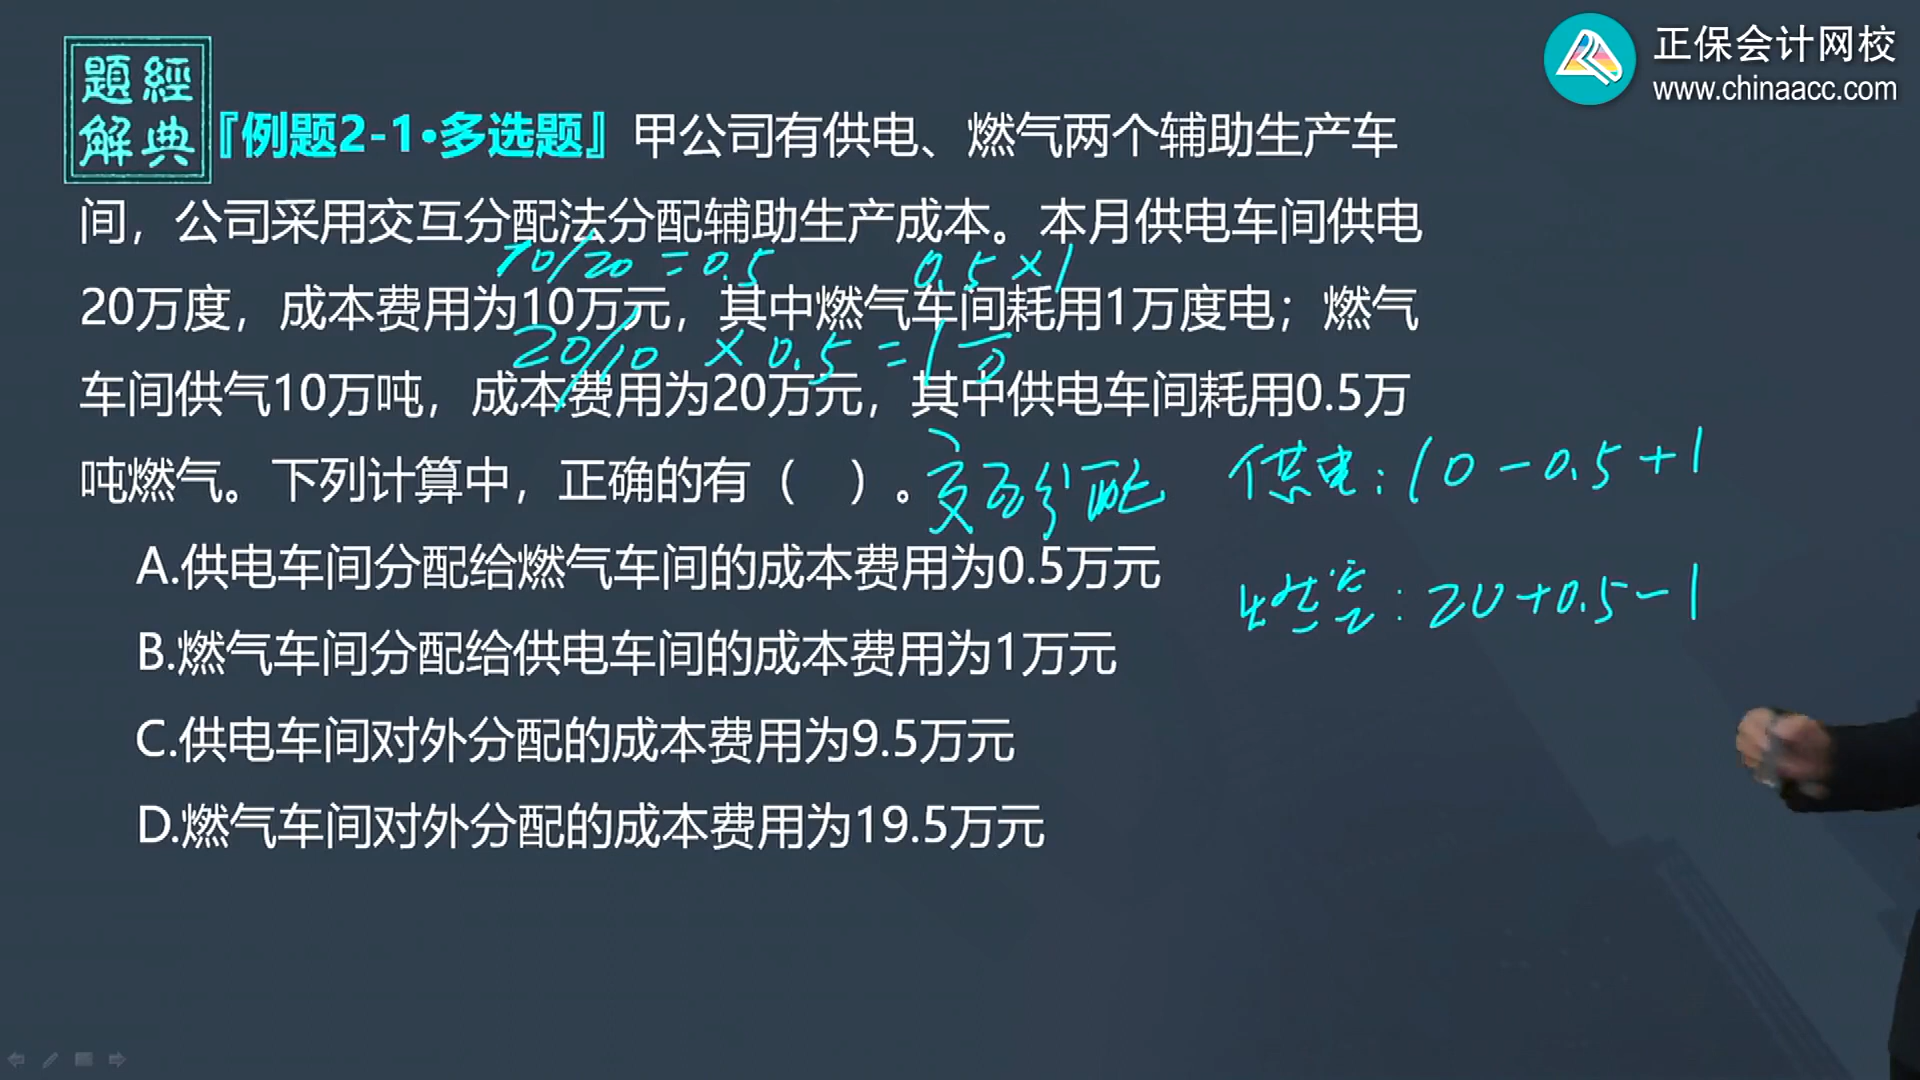 正保会计网校
www.chinaacc.com
題經
解典
『例题2-1•多选题』甲公司有供电、燃气两个辅助生产车
间，公司采用交互分配法分配辅助生产成本。本月供电车间供电
10/20=0.5 0.5×1
20万度，成本费用为10万元，其中燃气车间耗用1万度电；燃气
20/10×0.5=1万
车间供气10万吨，成本费用为20万元，其中供电车间耗用0.5万
吨燃气。下列计算中，正确的有（ ）。
交互分配 供电:10-0.5+1
A.供电车间分配给燃气车间的成本费用为0.5万元
燃气:20+0.5-1
B.燃气车间分配给供电车间的成本费用为1万元
C.供电车间对外分配的成本费用为9.5万元
D.燃气车间对外分配的成本费用为19.5万元